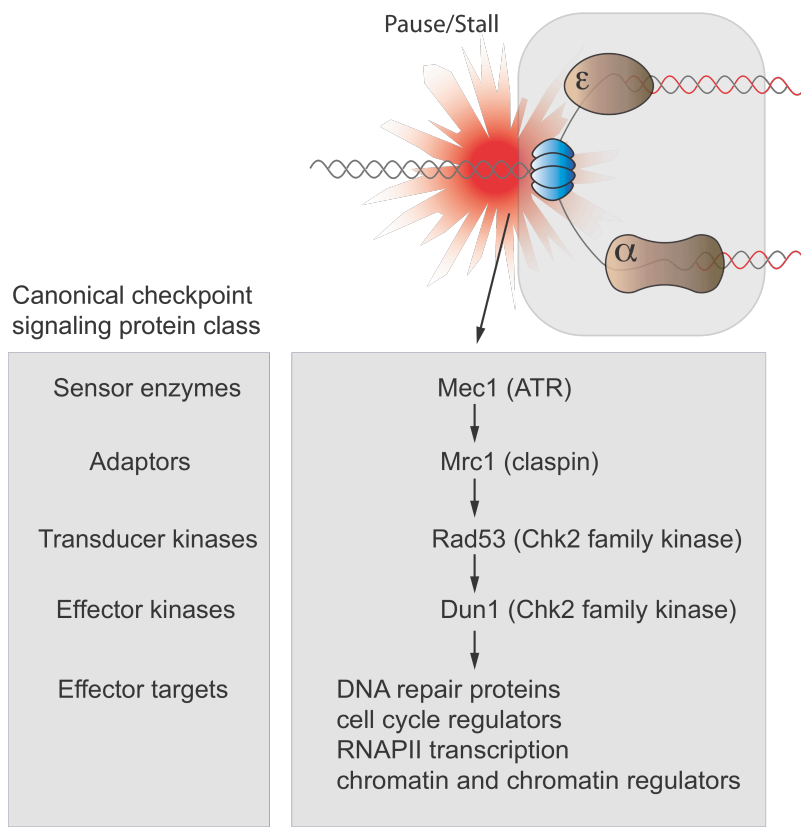 Pause/Stall
ε
α
Canonical checkpoint
signaling protein class
Sensor enzymes
Mec1 (ATR)
Adaptors
Mrc1 (claspin)
Transducer kinases
Rad53 (Chk2 family kinase)
Effector kinases
Dun1 (Chk2 family kinase)
Effector targets
DNA repair proteins
cell cycle regulators
RNAPII transcription
chromatin and chromatin regulators